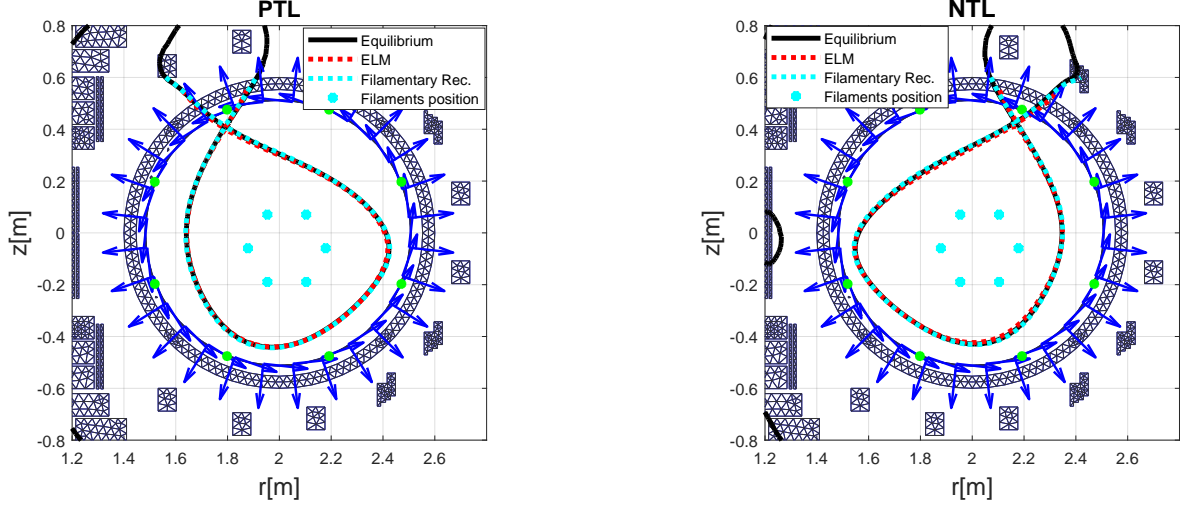 PTL
Equilibrium
ELM
Filamentary Rec.
Filaments position
0.8
0.6
0.4
0.2
0
-0.2
-0.4
-0.6
-0.8
z[m]
1.2 1.4 1.6 1.8 2 2.2 2.4 2.6
r[m]
NTL
Equilibrium
ELM
Filamentary Rec.
Filaments position
0.8
0.6
0.4
0.2
0
-0.2
-0.4
-0.6
-0.8
z[m]
1.2 1.4 1.6 1.8 2 2.2 2.4 2.6
r[m]